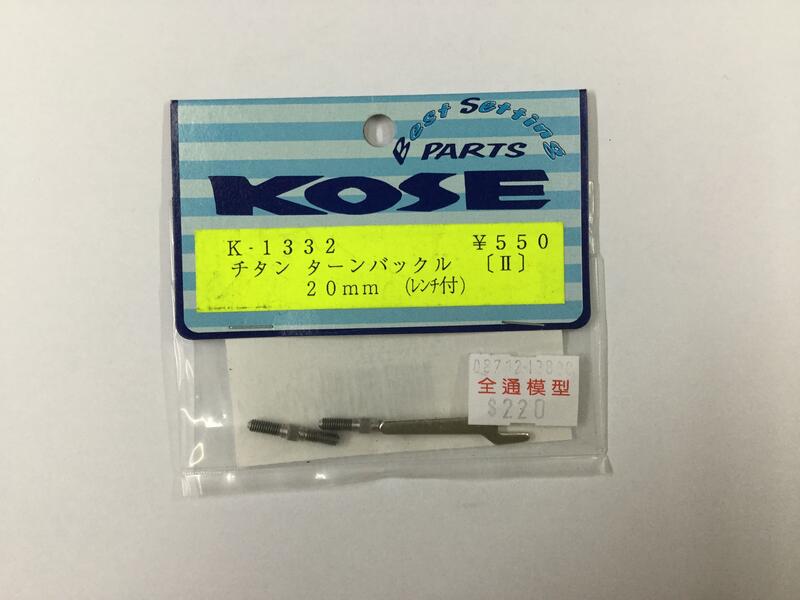 Best Setting
PARTS
KOSE
K-1332 ¥550
チタン ターンバックル 〔Ⅱ〕
20mm (ﾚﾝﾁ付)
全通模型
$220